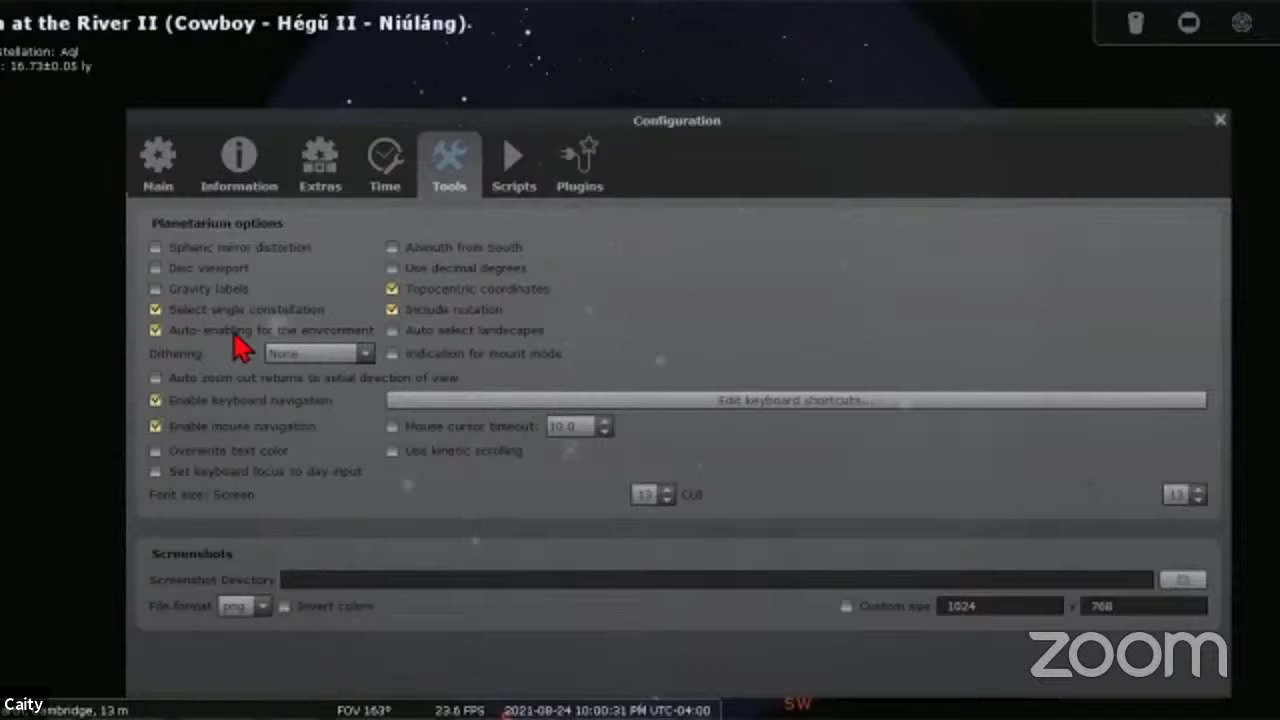 at the River II (Cowboy - Hégŭ II - Niúláng).
stellation: Aql
: 16.73±0.05 ly
Configuration
Main Information Extras Time Tools Scripts Plugins
Planetarium options
Spheric mirror distortion Azimuth from South
Disc viewport Use decimal degrees
Gravity labels Topocentric coordinates
Select single constellation Include nutation
Auto-enabling for the environment Auto select landscapes
Dithering None Indication for mount mode
Auto zoom out returns to initial direction of view
Enable keyboard navigation Edit keyboard shortcuts...
Enable mouse navigation Mouse cursor timeout: 10.0
Overwrite text color Use kinetic scrolling
Set keyboard focus to day input
Font size: Screen 13 GUI 13
Screenshots
Screenshot Directory
File format png Invert colors Custom size 1024 x 768
zoom
Caity
Cambridge, 13 m FOV 163° 23.6 FPS 2021-08-24 10:00:31 PM UTC-04:00 SW